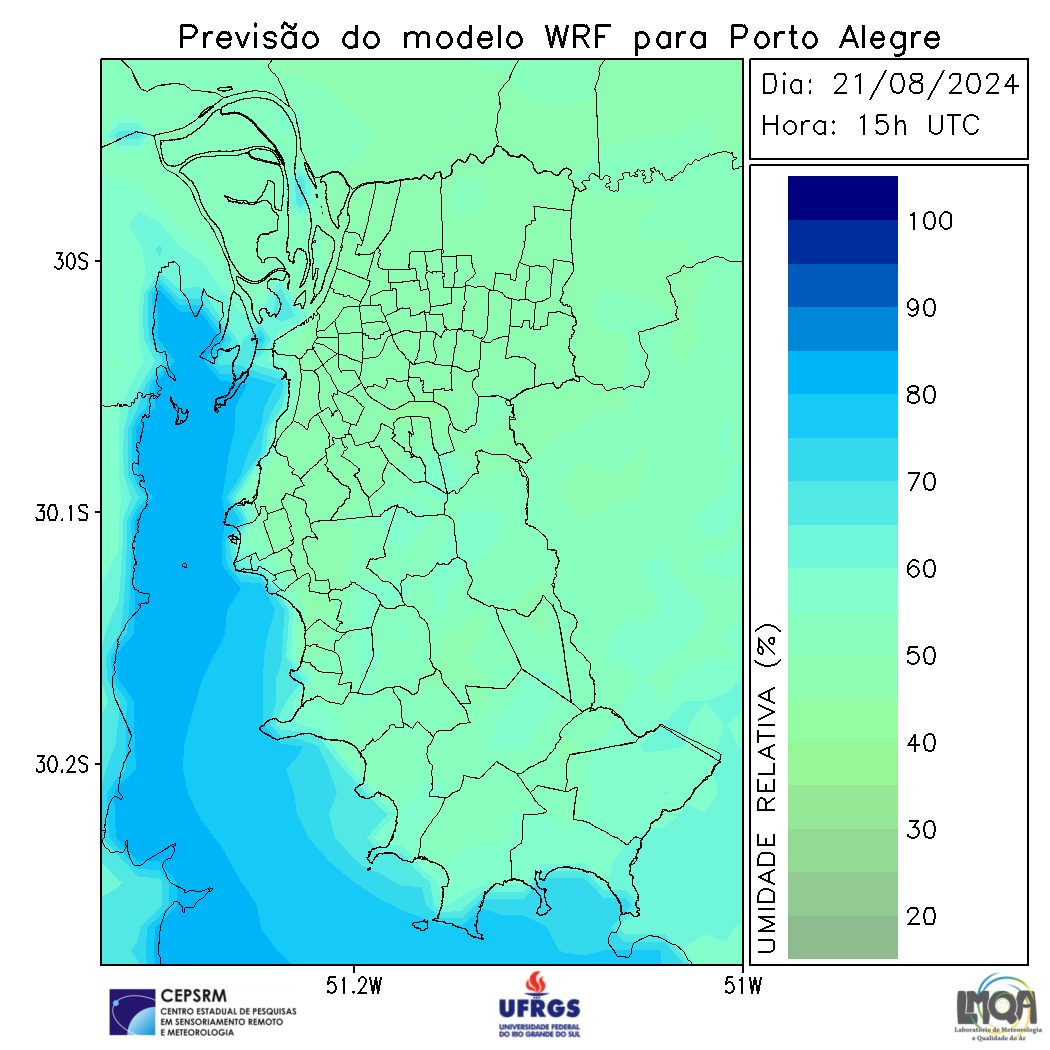 Previsão do modelo WRF para Porto Alegre
Dia: 21/08/2024
Hora: 15h UTC
30S
30.1S
30.2S
51.2W
51W
100
90
80
70
60
50
40
30
20
UMIDADE RELATIVA (%)
CEPSRM
CENTRO ESTADUAL DE PESQUISAS
EM SENSORIAMENTO REMOTO
E METEOROLOGIA
UFRGS
UNIVERSIDADE FEDERAL
DO RIO GRANDE DO SUL
LMQA
Laboratório de Meteorologia
e Qualidade do Ar